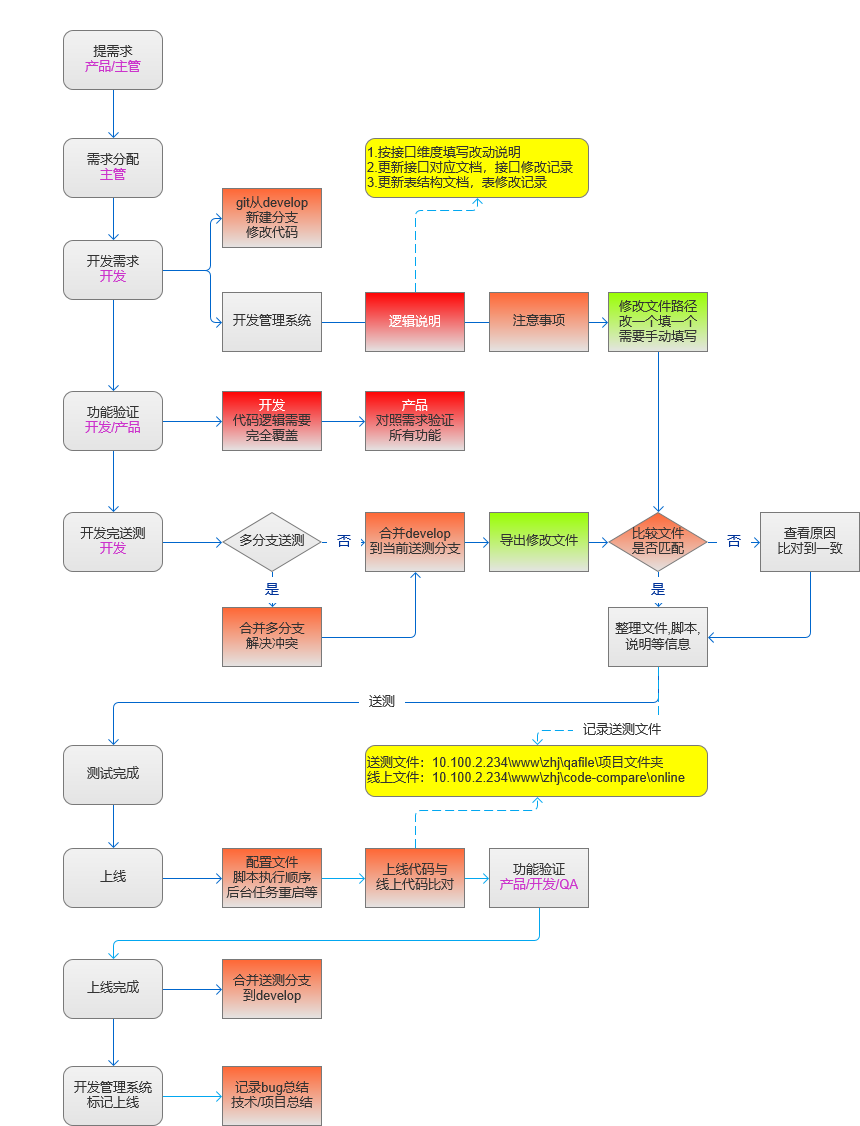 提需求
产品/主管
需求分配
主管
1.按接口维度填写改动说明
2.更新接口对应文档，接口修改记录
3.更新表结构文档，表修改记录
git从develop
新建分支
修改代码
开发需求
开发
开发管理系统
逻辑说明
注意事项
修改文件路径
改一个填一个
需要手动填写
功能验证
开发/产品
开发
代码逻辑需要
完全覆盖
产品
对照需求验证
所有功能
开发完送测
开发
多分支送测
否
合并develop
到当前送测分支
导出修改文件
比较文件
是否匹配
否
查看原因
比对到一致
是
是
合并多分支
解决冲突
整理文件,脚本,
说明等信息
送测
记录送测文件
测试完成
送测文件：10.100.2.234\www\zhj\qafile\项目文件夹
线上文件：10.100.2.234\www\zhj\code-compare\online
上线
配置文件
脚本执行顺序
后台任务重启等
上线代码与
线上代码比对
功能验证
产品/开发/QA
上线完成
合并送测分支
到develop
开发管理系统
标记上线
记录bug总结
技术/项目总结